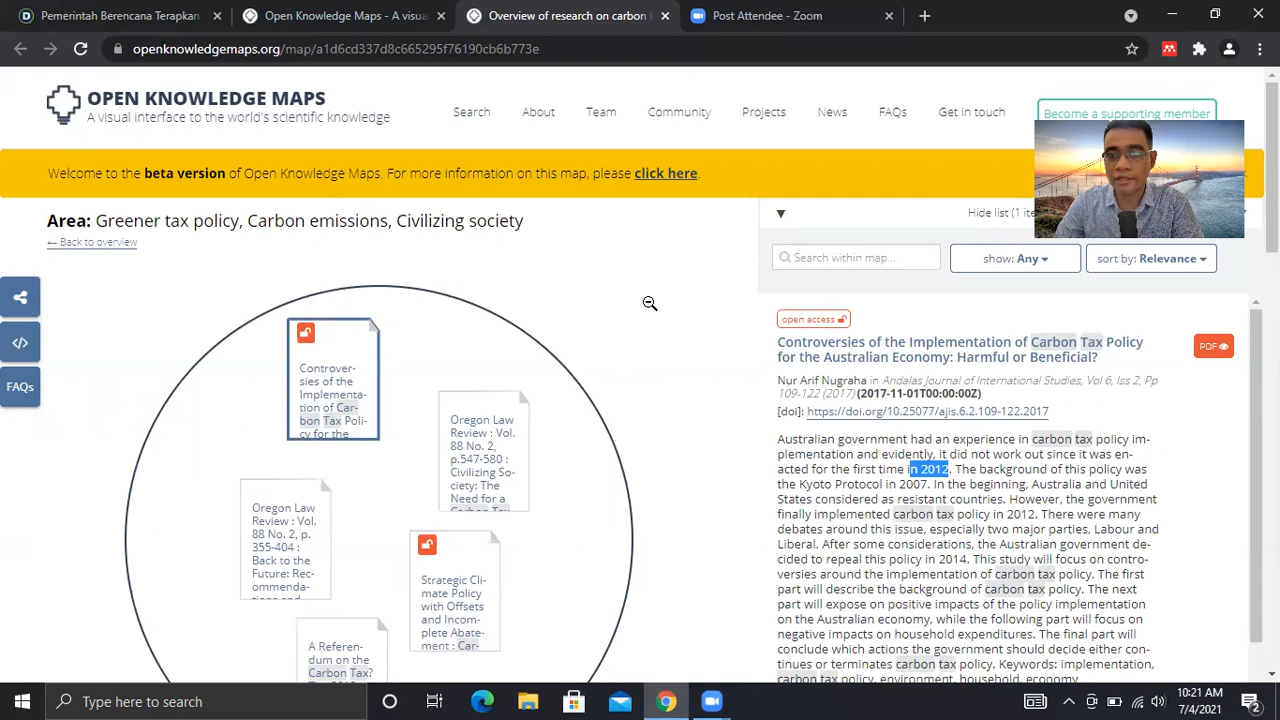 Pemerintah Berencana Terapkan
Open Knowledge Maps - A visua
Overview of research on carbon
Post Attendee - Zoom
openknowledgemaps.org/map/a1d6cd337d8c665295f76190cb6b773e
OPEN KNOWLEDGE MAPS
A visual interface to the world's scientific knowledge
Search
About
Team
Community
Projects
News
FAQs
Get in touch
Become a supporting member
Welcome to the beta version of Open Knowledge Maps. For more information on this map, please click here.
Area: Greener tax policy, Carbon emissions, Civilizing society
← Back to overview
FAQs
Controver-
sies of the
Implementa-
tion of Car-
bon Tax Poli-
cy for the
Oregon Law
Review : Vol.
88 No. 2,
p.547-580 :
Civilizing So-
ciety: The
Need for a
Carbon Tax
Oregon Law
Review : Vol.
88 No. 2, p.
355-404 :
Back to the
Future: Rec-
ommenda-
tions and
Strategic Cli-
mate Policy
with Offsets
and Incom-
plete Abate-
ment : Car-
A Referen-
dum on the
Carbon Tax?
Hide list (1 ite
Search within map...
show: Any
sort by: Relevance
open access
Controversies of the Implementation of Carbon Tax Policy
for the Australian Economy: Harmful or Beneficial?
PDF
Nur Arif Nugraha in Andalas Journal of International Studies, Vol 6, Iss 2, Pp
109-122 (2017) (2017-11-01T00:00:00Z)
[doi]: https://doi.org/10.25077/ajis.6.2.109-122.2017
Australian government had an experience in carbon tax policy im-
plementation and evidently, it did not work out since it was en-
acted for the first time in 2012. The background of this policy was
the Kyoto Protocol in 2007. In the beginning, Australia and United
States considered as resistant countries. However, the government
finally implemented carbon tax policy in 2012. There were many
debates around this issue, especially two major parties, Labour and
Liberal. After some considerations, the Australian government de-
cided to repeal this policy in 2014. This study will focus on contro-
versies around the implementation of carbon tax policy. The first
part will describe the background of carbon tax policy. The next
part will expose on positive impacts of the policy implementation
on the Australian economy, while the following part will focus on
negative impacts on household expenditures. The final part will
conclude which actions the government should decide either con-
tinues or terminates carbon tax policy. Keywords: implementation,
carbon tax policy, environment, household, economy
Type here to search
10:21 AM
7/4/2021
2